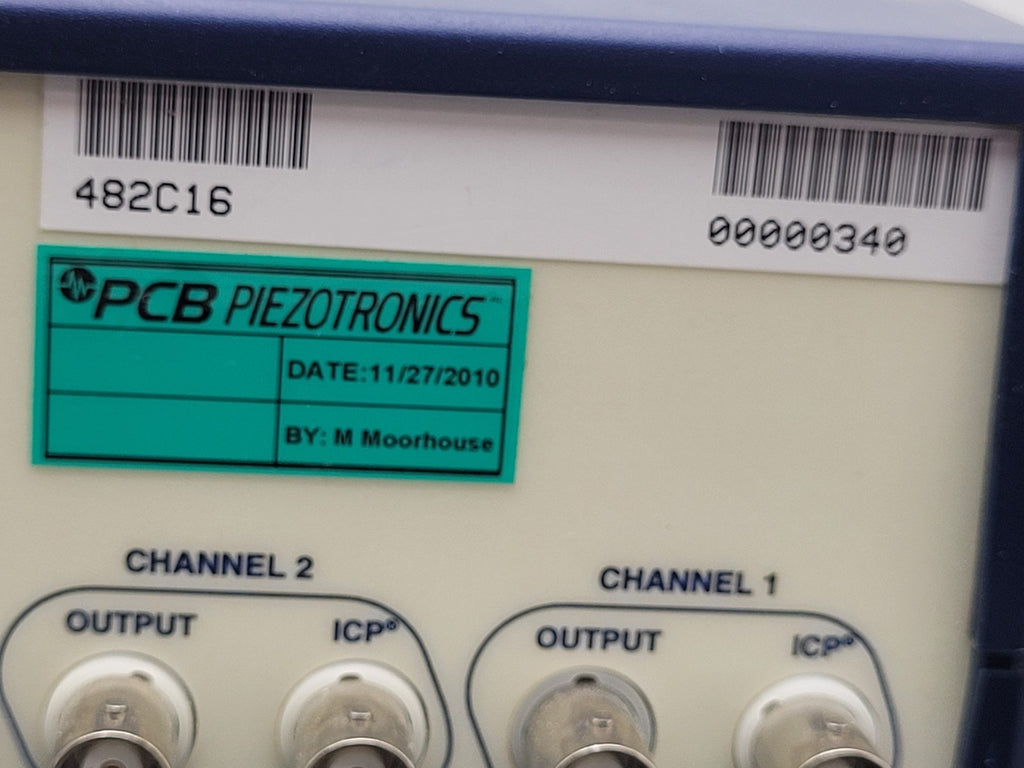 482C16
00000340
PCB PIEZOTRONICS
DATE:11/27/2010
BY: M Moorhouse
CHANNEL 2
CHANNEL 1
OUTPUT
ICP®
OUTPUT
ICP®